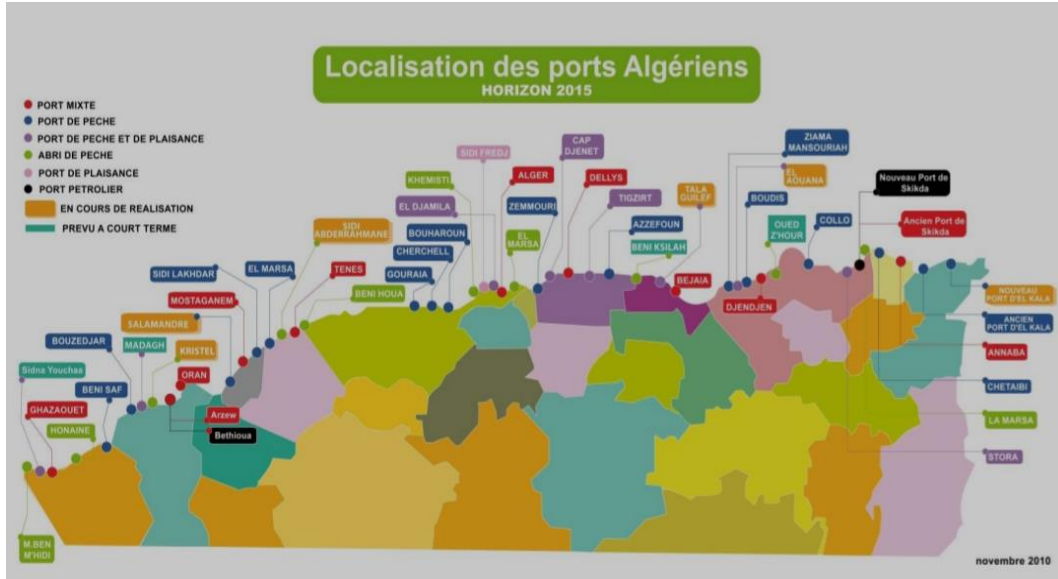 Localisation des ports Algériens
HORIZON 2015
PORT MIXTE
PORT DE PECHE
PORT DE PECHE ET DE PLAISANCE
ABRI DE PECHE
PORT DE PLAISANCE
PORT PETROLIER
EN COURS DE REALISATION
PREVU A COURT TERME
M.BEN
M'HIDI
Sidna Youchaa
GHAZAOUET
HONAINE
BENI SAF
BOUZEDJAR
MADAGH
KRISTEL
ORAN
Arzew
Bethioua
SALAMANDRE
MOSTAGANEM
SIDI LAKHDAR
EL MARSA
SIDI
ABDERRAHMANE
TENES
BENI HOUA
GOURAIA
CHERCHELL
BOUHAROUN
KHEMISTI
EL DJAMILA
SIDI FREDJ
ALGER
EL
MARSA
ZEMMOURI
CAP
DJENET
DELLYS
TIGZIRT
AZZEFOUN
BENI KSILAH
TALA
GUILEF
BEJAIA
ZIAMA
MANSOURIAH
EL
AOUANA
BOUDIS
DJENDJEN
OUED
Z'HOUR
COLLO
Nouveau Port de
Skikda
Ancien Port de
Skikda
NOUVEAU
PORT D'EL KALA
ANCIEN
PORT D'EL KALA
ANNABA
CHETAIBI
LA MARSA
STORA
novembre 2010